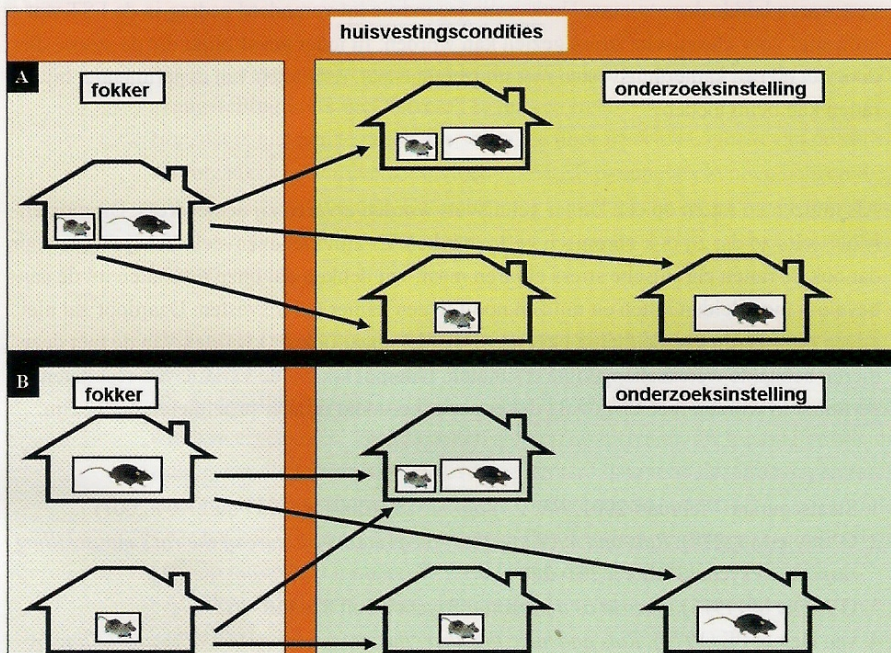 huisvestingscondities
A
fokker
onderzoeksinstelling
B
fokker
onderzoeksinstelling